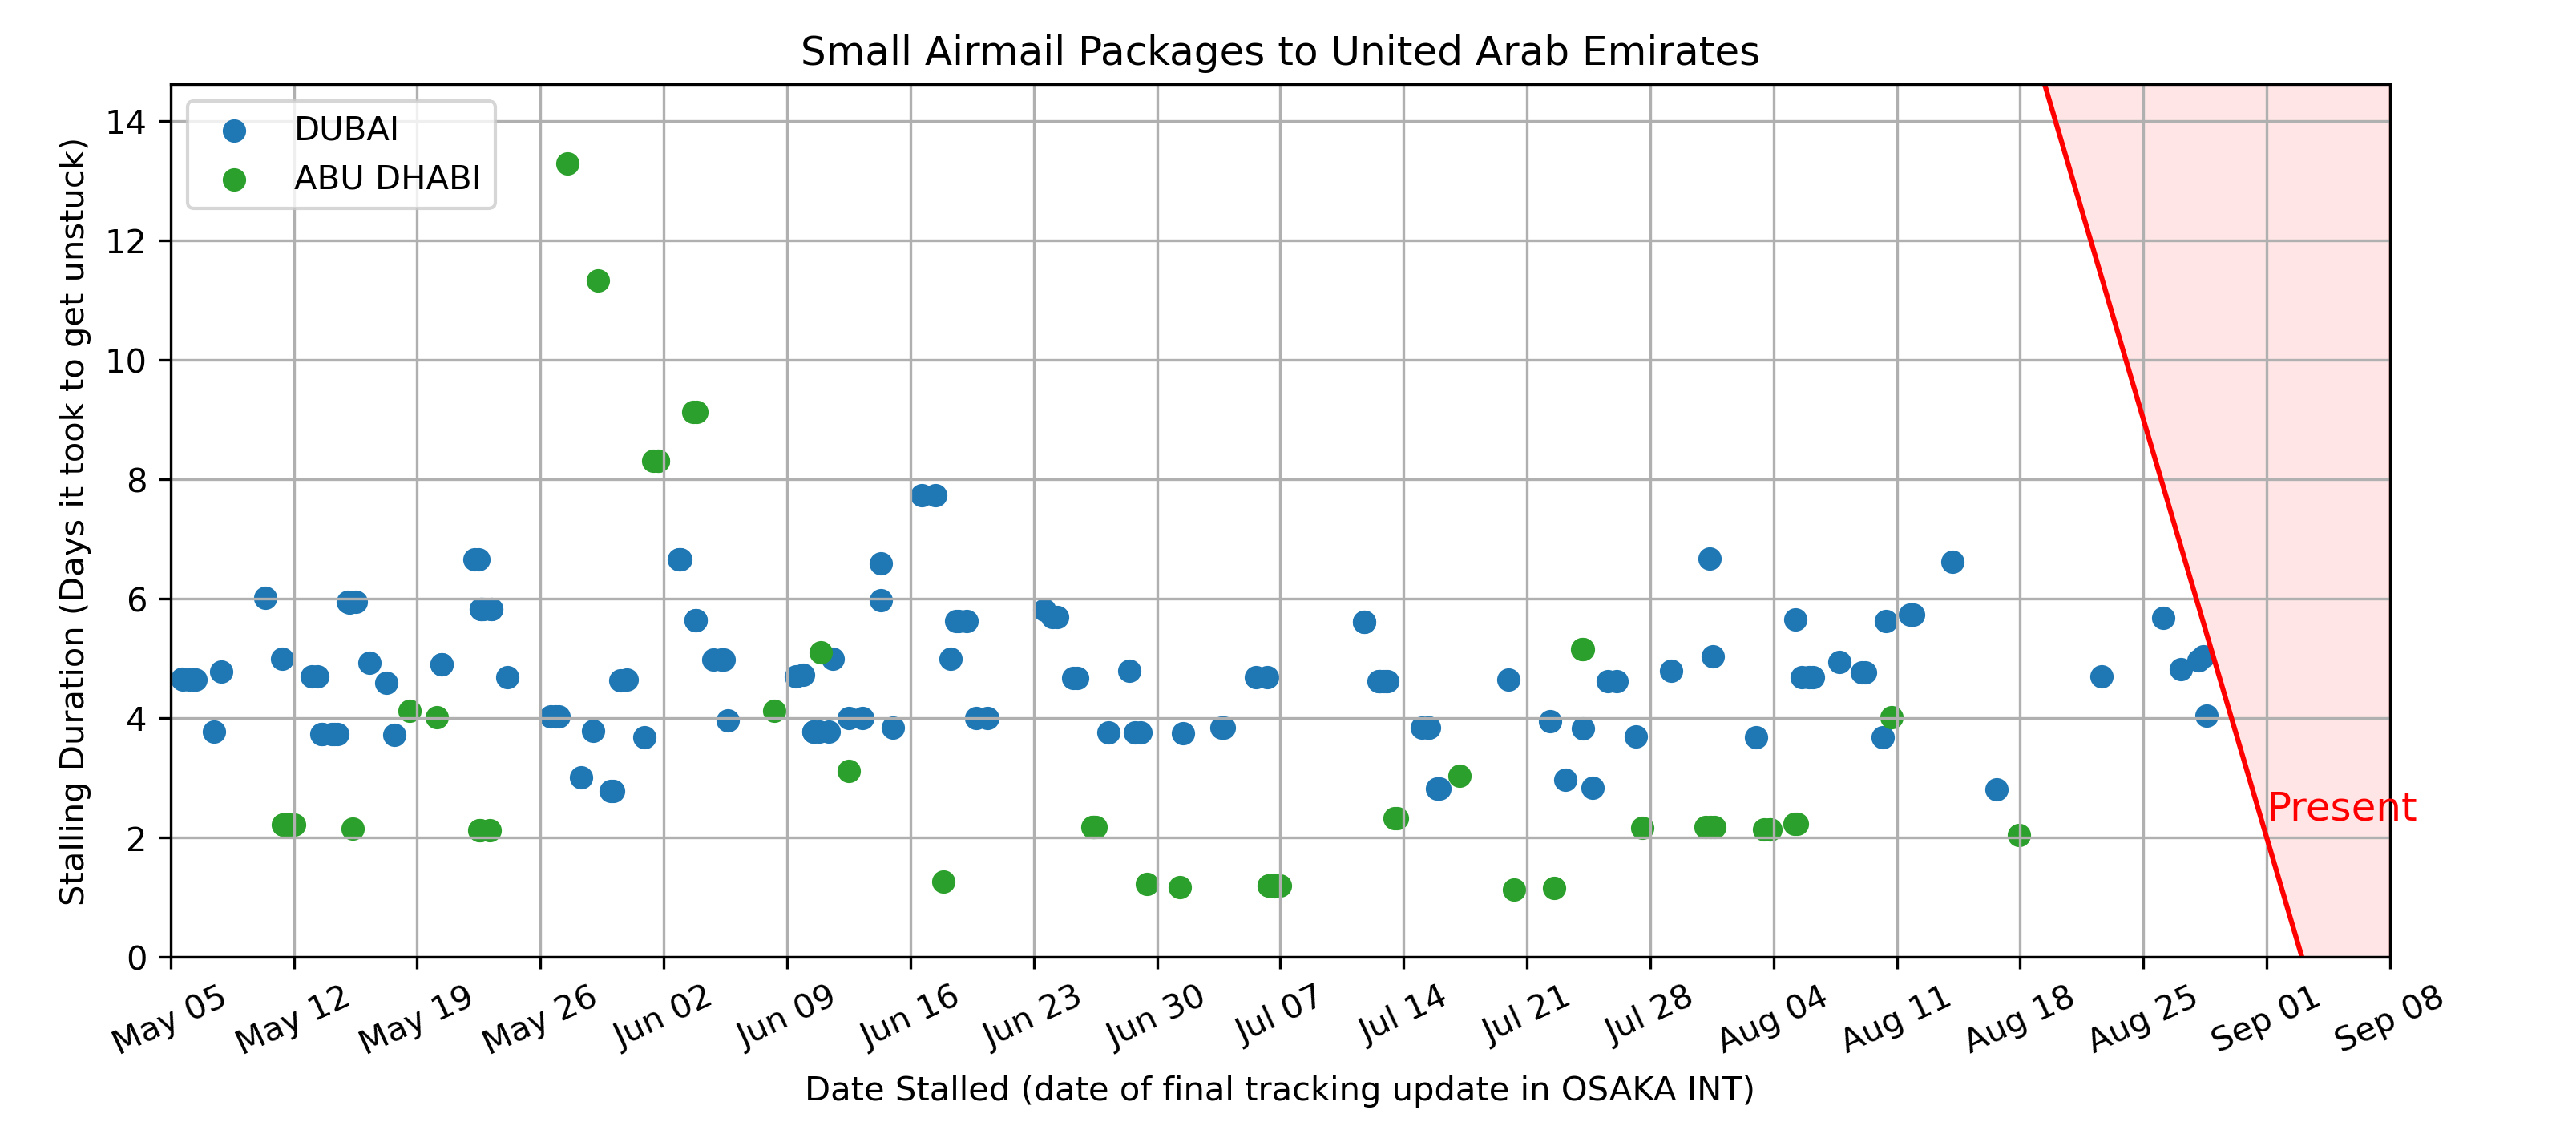 Small Airmail Packages to United Arab Emirates
DUBAI
ABU DHABI
Stalling Duration (Days it took to get unstuck)
14
12
10
8
6
4
2
0
Present
May 05
May 12
May 19
May 26
Jun 02
Jun 09
Jun 16
Jun 23
Jun 30
Jul 07
Jul 14
Jul 21
Jul 28
Aug 04
Aug 11
Aug 18
Aug 25
Sep 01
Sep 08
Date Stalled (date of final tracking update in OSAKA INT)